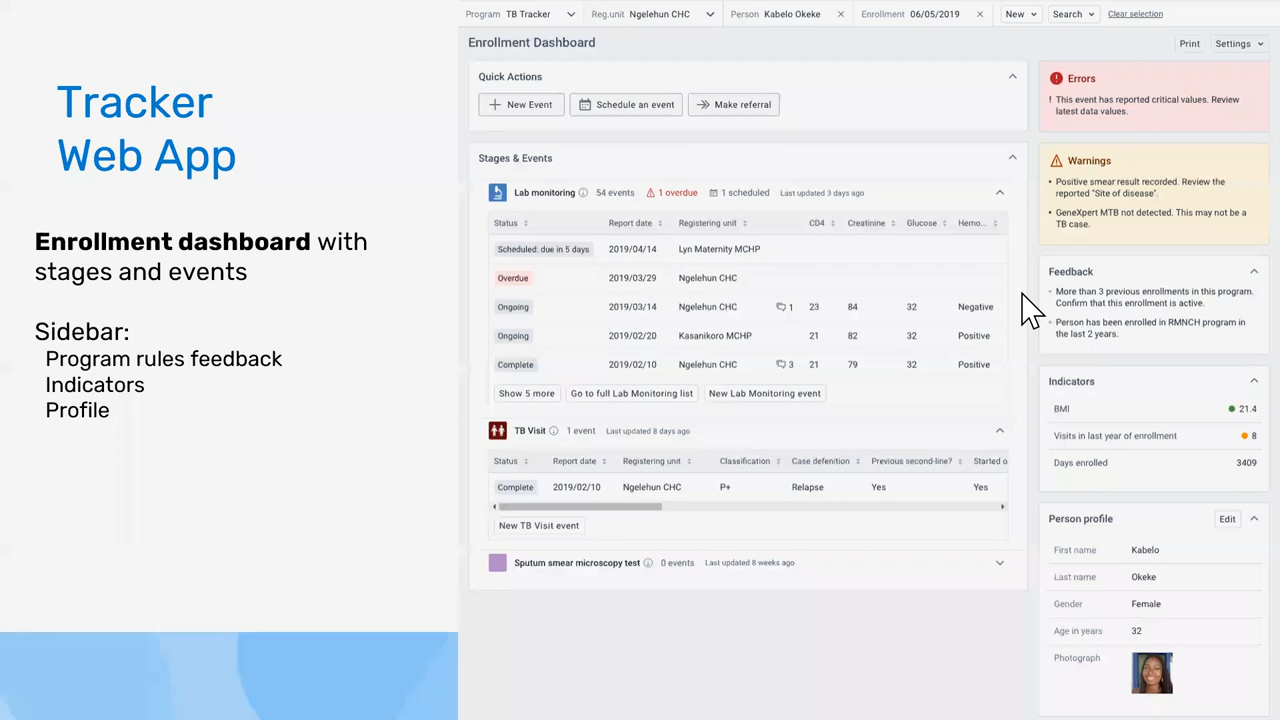 Tracker
Web App
Enrollment dashboard with
stages and events
Sidebar:
Program rules feedback
Indicators
Profile
Program TB Tracker Reg.unit Ngelehun CHC Person Kabelo Okeke Enrollment 06/05/2019 New Search Clear selection
Enrollment Dashboard Print Settings
Quick Actions
New Event Schedule an event Make referral
Stages & Events
Lab monitoring 54 events 1 overdue 1 scheduled Last updated 3 days ago
Status Report date Registering unit CD4 Creatinine Glucose Hemo...
Scheduled: due in 5 days 2019/04/14 Lyn Maternity MCHP
Overdue 2019/03/29 Ngelehun CHC
Ongoing 2019/03/14 Ngelehun CHC 1 23 84 32 Negative
Ongoing 2019/02/20 Kasanikoro MCHP 21 82 32 Positive
Complete 2019/02/10 Ngelehun CHC 3 21 79 32 Positive
Show 5 more Go to full Lab Monitoring list New Lab Monitoring event
TB Visit 1 event Last updated 8 days ago
Status Report date Registering unit Classification Case defenition Previous second-line? Started o
Complete 2019/02/10 Ngelehun CHC P+ Relapse Yes Yes
New TB Visit event
Sputum smear microscopy test 0 events Last updated 8 weeks ago
Errors
! This event has reported critical values. Review
latest data values.
Warnings
• Positive smear result recorded. Review the
reported "Site of disease".
• GeneXpert MTB not detected. This may not be a
TB case.
Feedback
• More than 3 previous enrollments in this program.
Confirm that this enrollment is active.
• Person has been enrolled in RMNCH program in
the last 2 years.
Indicators
BMI 21.4
Visits in last year of enrollment 8
Days enrolled 3409
Person profile Edit
First name Kabelo
Last name Okeke
Gender Female
Age in years 32
Photograph